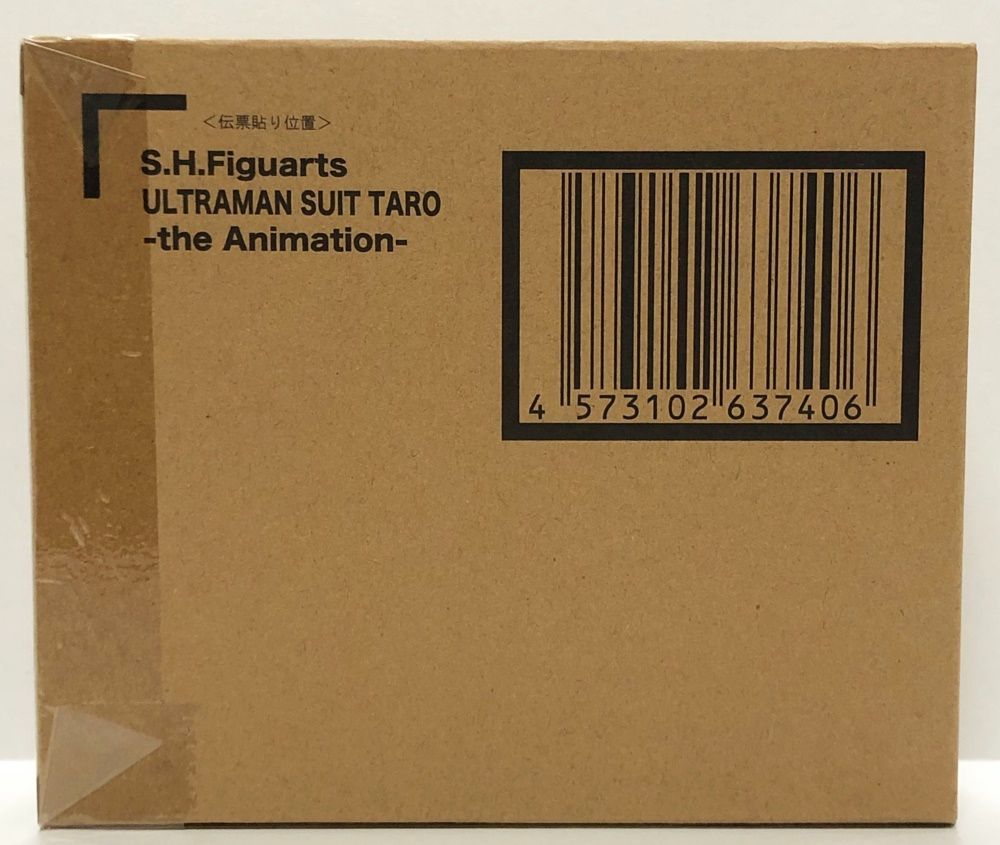 ＜伝票貼り位置＞
S.H.Figuarts
ULTRAMAN SUIT TARO
-the Animation-
4 573102 637406